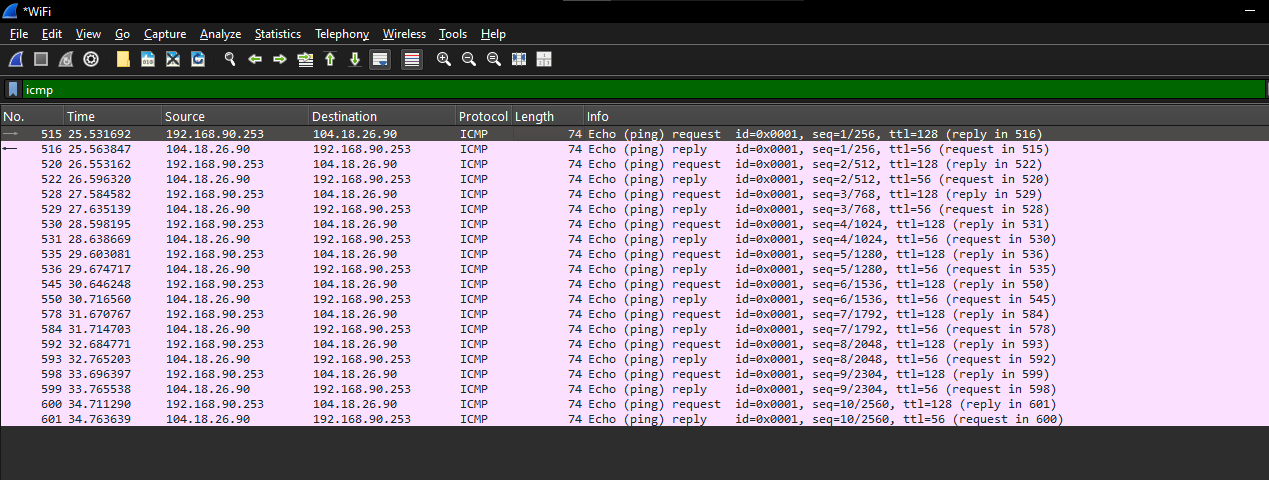 *WiFi
File Edit View Go Capture Analyze Statistics Telephony Wireless Tools Help
icmp
No. Time Source Destination Protocol Length Info
515 25.531692 192.168.90.253 104.18.26.90 ICMP 74 Echo (ping) request id=0x0001, seq=1/256, ttl=128 (reply in 516)
516 25.563847 104.18.26.90 192.168.90.253 ICMP 74 Echo (ping) reply id=0x0001, seq=1/256, ttl=56 (request in 515)
520 26.553162 192.168.90.253 104.18.26.90 ICMP 74 Echo (ping) request id=0x0001, seq=2/512, ttl=128 (reply in 522)
522 26.596320 104.18.26.90 192.168.90.253 ICMP 74 Echo (ping) reply id=0x0001, seq=2/512, ttl=56 (request in 520)
528 27.584582 192.168.90.253 104.18.26.90 ICMP 74 Echo (ping) request id=0x0001, seq=3/768, ttl=128 (reply in 529)
529 27.635139 104.18.26.90 192.168.90.253 ICMP 74 Echo (ping) reply id=0x0001, seq=3/768, ttl=56 (request in 528)
530 28.598195 192.168.90.253 104.18.26.90 ICMP 74 Echo (ping) request id=0x0001, seq=4/1024, ttl=128 (reply in 531)
531 28.638669 104.18.26.90 192.168.90.253 ICMP 74 Echo (ping) reply id=0x0001, seq=4/1024, ttl=56 (request in 530)
535 29.603081 192.168.90.253 104.18.26.90 ICMP 74 Echo (ping) request id=0x0001, seq=5/1280, ttl=128 (reply in 536)
536 29.674717 104.18.26.90 192.168.90.253 ICMP 74 Echo (ping) reply id=0x0001, seq=5/1280, ttl=56 (request in 535)
545 30.646248 192.168.90.253 104.18.26.90 ICMP 74 Echo (ping) request id=0x0001, seq=6/1536, ttl=128 (reply in 550)
550 30.716560 104.18.26.90 192.168.90.253 ICMP 74 Echo (ping) reply id=0x0001, seq=6/1536, ttl=56 (request in 545)
578 31.670767 192.168.90.253 104.18.26.90 ICMP 74 Echo (ping) request id=0x0001, seq=7/1792, ttl=128 (reply in 584)
584 31.714703 104.18.26.90 192.168.90.253 ICMP 74 Echo (ping) reply id=0x0001, seq=7/1792, ttl=56 (request in 578)
592 32.684771 192.168.90.253 104.18.26.90 ICMP 74 Echo (ping) request id=0x0001, seq=8/2048, ttl=128 (reply in 593)
593 32.765203 104.18.26.90 192.168.90.253 ICMP 74 Echo (ping) reply id=0x0001, seq=8/2048, ttl=56 (request in 592)
598 33.696397 192.168.90.253 104.18.26.90 ICMP 74 Echo (ping) request id=0x0001, seq=9/2304, ttl=128 (reply in 599)
599 33.765538 104.18.26.90 192.168.90.253 ICMP 74 Echo (ping) reply id=0x0001, seq=9/2304, ttl=56 (request in 598)
600 34.711290 192.168.90.253 104.18.26.90 ICMP 74 Echo (ping) request id=0x0001, seq=10/2560, ttl=128 (reply in 601)
601 34.763639 104.18.26.90 192.168.90.253 ICMP 74 Echo (ping) reply id=0x0001, seq=10/2560, ttl=56 (request in 600)